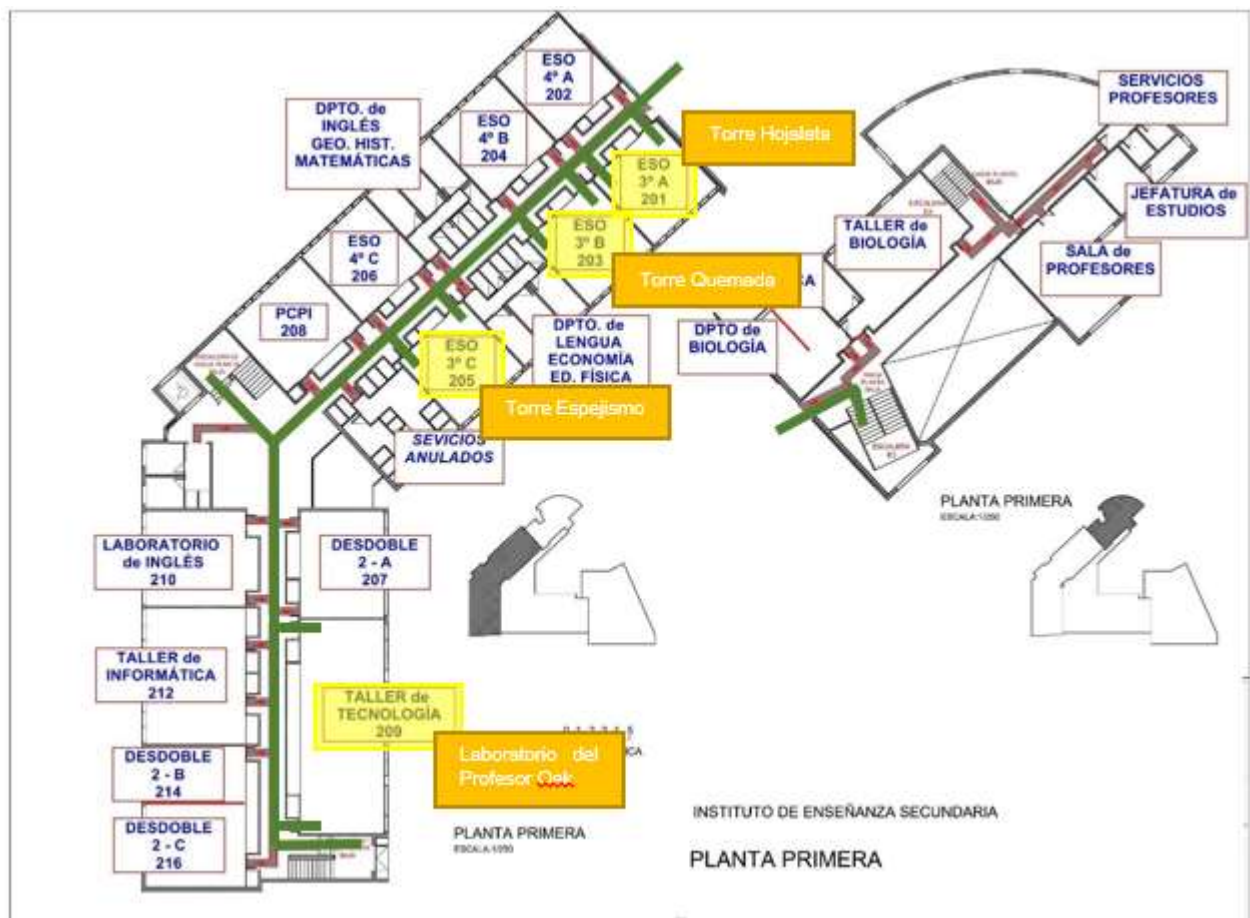 ESO
4º A
202
DPTO. de
INGLÉS
GEO. HIST.
MATEMÁTICAS
ESO
4º B
204
Torre Hojalata
SERVICIOS
PROFESORES
ESO
3º A
201
TALLER de
BIOLOGÍA
JEFATURA de
ESTUDIOS
SALA de
PROFESORES
ESO
4º C
206
ESO
3º B
203
Torre Quemada
PCPI
208
DPTO. de
LENGUA
ECONOMÍA
ED. FÍSICA
DPTO de
BIOLOGÍA
ESO
3º C
205
Torre Espejismo
SEVICIOS
ANULADOS
PLANTA PRIMERA
LABORATORIO
de INGLÉS
210
DESDOBLE
2 - A
207
TALLER de
INFORMÁTICA
212
TALLER de
TECNOLOGÍA
209
Laboratorio del
Profesor Oak
DESDOBLE
2 - B
214
DESDOBLE
2 - C
216
PLANTA PRIMERA
INSTITUTO DE ENSEÑANZA SECUNDARIA
PLANTA PRIMERA